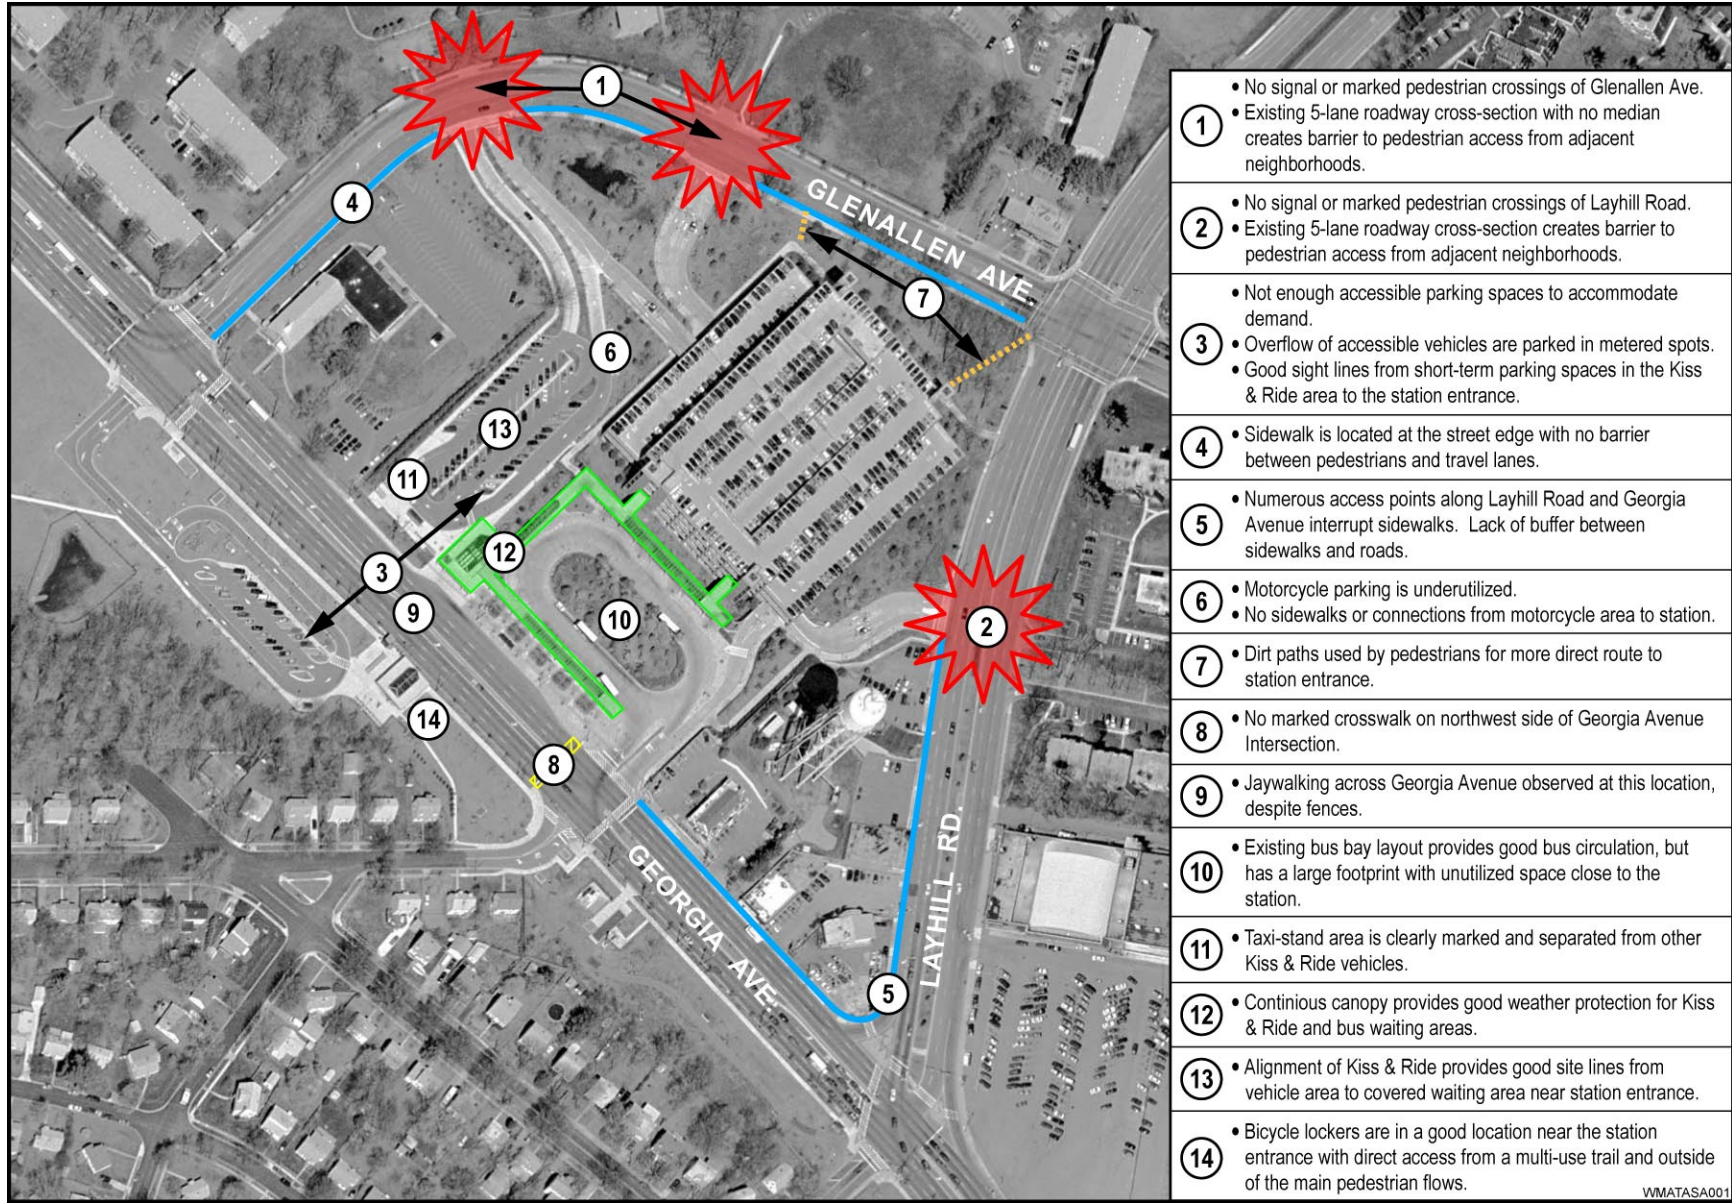 1
4
GLENALLEN AVE
7
6
13
11
12
3
9
10
2
14
8
GEORGIA AVE.
LAYHILL RD.
5
1
• No signal or marked pedestrian crossings of Glenallen Ave.
• Existing 5-lane roadway cross-section with no median
creates barrier to pedestrian access from adjacent
neighborhoods.
2
• No signal or marked pedestrian crossings of Layhill Road.
• Existing 5-lane roadway cross-section creates barrier to
pedestrian access from adjacent neighborhoods.
3
• Not enough accessible parking spaces to accommodate
demand.
• Overflow of accessible vehicles are parked in metered spots.
• Good sight lines from short-term parking spaces in the Kiss
& Ride area to the station entrance.
4
• Sidewalk is located at the street edge with no barrier
between pedestrians and travel lanes.
5
• Numerous access points along Layhill Road and Georgia
Avenue interrupt sidewalks.  Lack of buffer between
sidewalks and roads.
6
• Motorcycle parking is underutilized.
• No sidewalks or connections from motorcycle area to station.
7
• Dirt paths used by pedestrians for more direct route to
station entrance.
8
• No marked crosswalk on northwest side of Georgia Avenue
Intersection.
9
• Jaywalking across Georgia Avenue observed at this location,
despite fences.
10
• Existing bus bay layout provides good bus circulation, but
has a large footprint with unutilized space close to the
station.
11
• Taxi-stand area is clearly marked and separated from other
Kiss & Ride vehicles.
12
• Continious canopy provides good weather protection for Kiss
& Ride and bus waiting areas.
13
• Alignment of Kiss & Ride provides good site lines from
vehicle area to covered waiting area near station entrance.
14
• Bicycle lockers are in a good location near the station
entrance with direct access from a multi-use trail and outside
of the main pedestrian flows.
WMATASA001